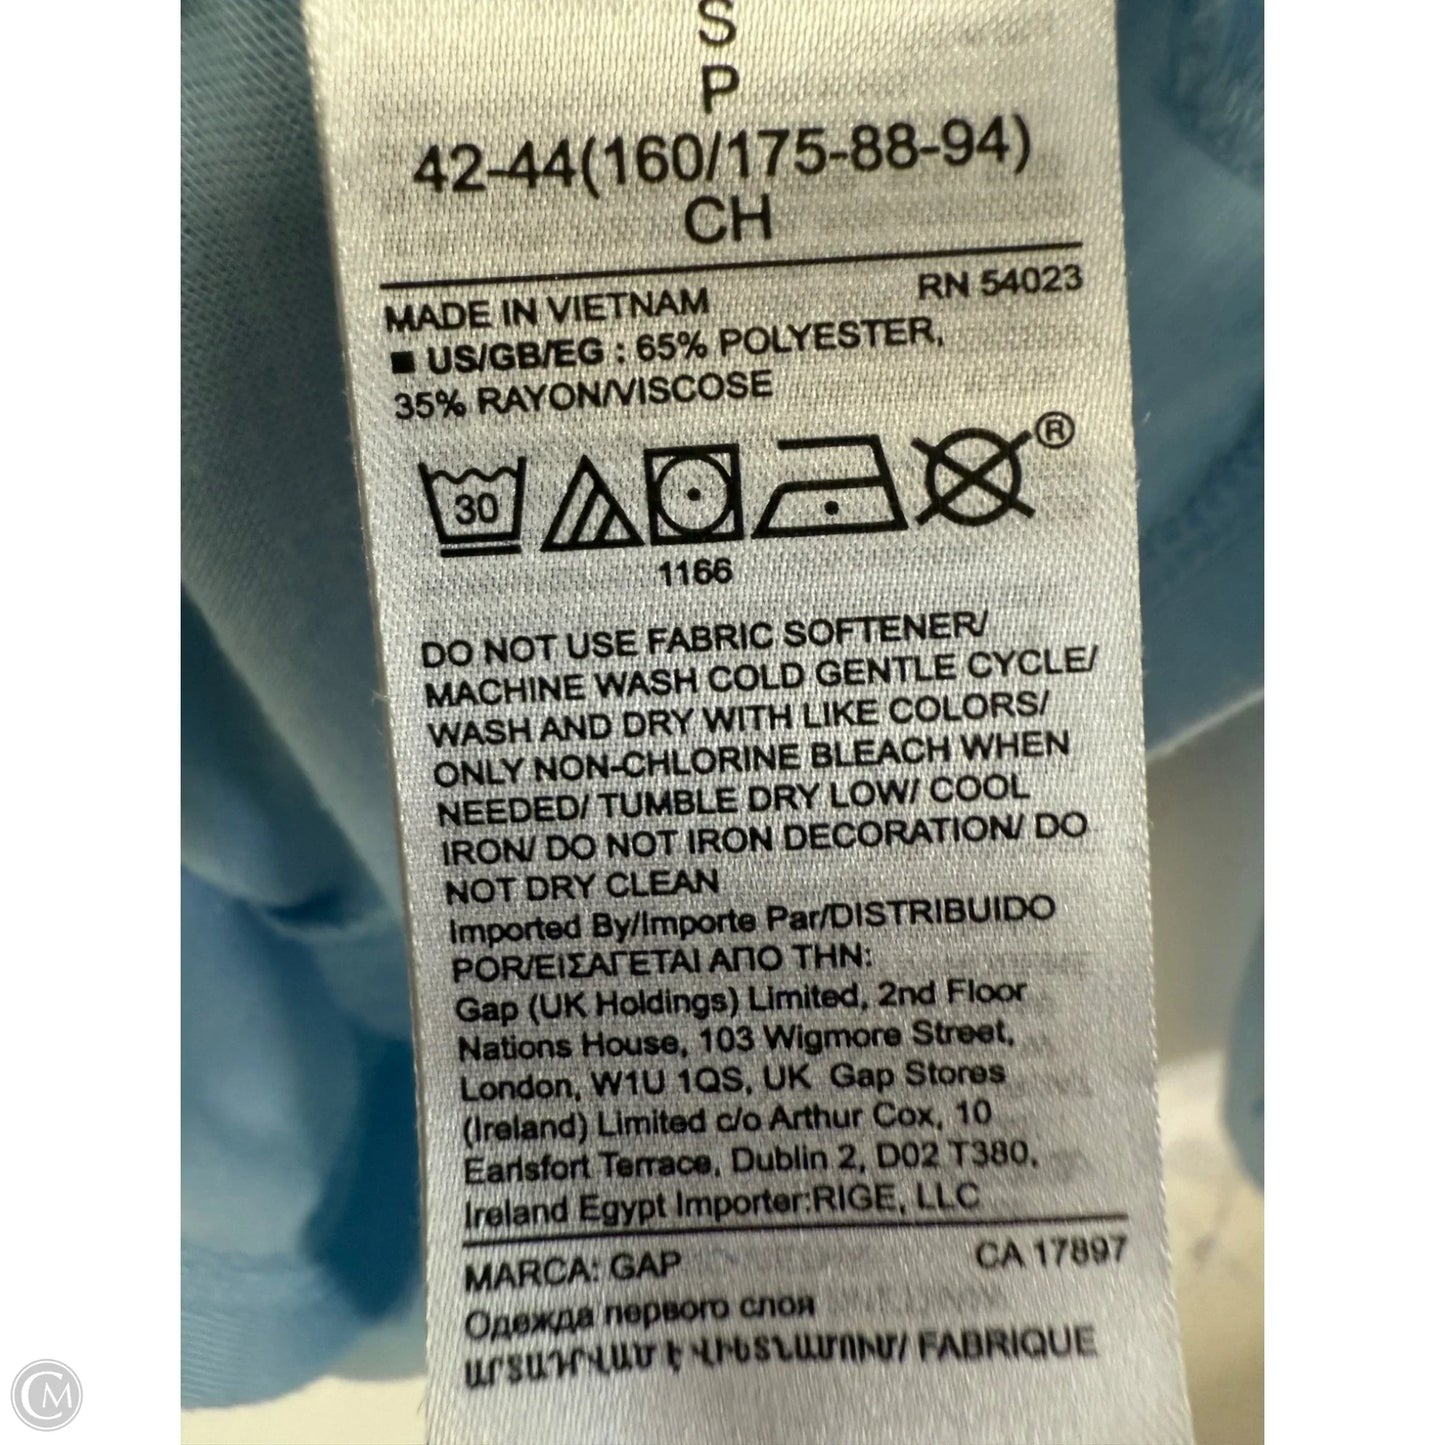 S
P
42-44(160/175-88-94)
CH
MADE IN VIETNAM RN 54023
■ US/GB/EG : 65% POLYESTER,
35% RAYON/VISCOSE
30
®
1166
DO NOT USE FABRIC SOFTENER/
MACHINE WASH COLD GENTLE CYCLE/
WASH AND DRY WITH LIKE COLORS/
ONLY NON-CHLORINE BLEACH WHEN
NEEDED/ TUMBLE DRY LOW/ COOL
IRON/ DO NOT IRON DECORATION/ DO
NOT DRY CLEAN
Imported By/Importe Par/DISTRIBUIDO
POR/ΕΙΣΑΓΕΤΑΙ ΑΠΟ ΤΗΝ:
Gap (UK Holdings) Limited, 2nd Floor
Nations House, 103 Wigmore Street,
London, W1U 1QS, UK Gap Stores
(Ireland) Limited c/o Arthur Cox, 10
Earlsfort Terrace, Dublin 2, D02 T380,
Ireland Egypt Importer:RIGE, LLC
MARCA: GAP CA 17897
Одежда первого слоя
ԱՐՏԱԴՐՎԱԾ Է ՎԻԵՏՆԱՄՈՒՄ/ FABRIQUE
CM